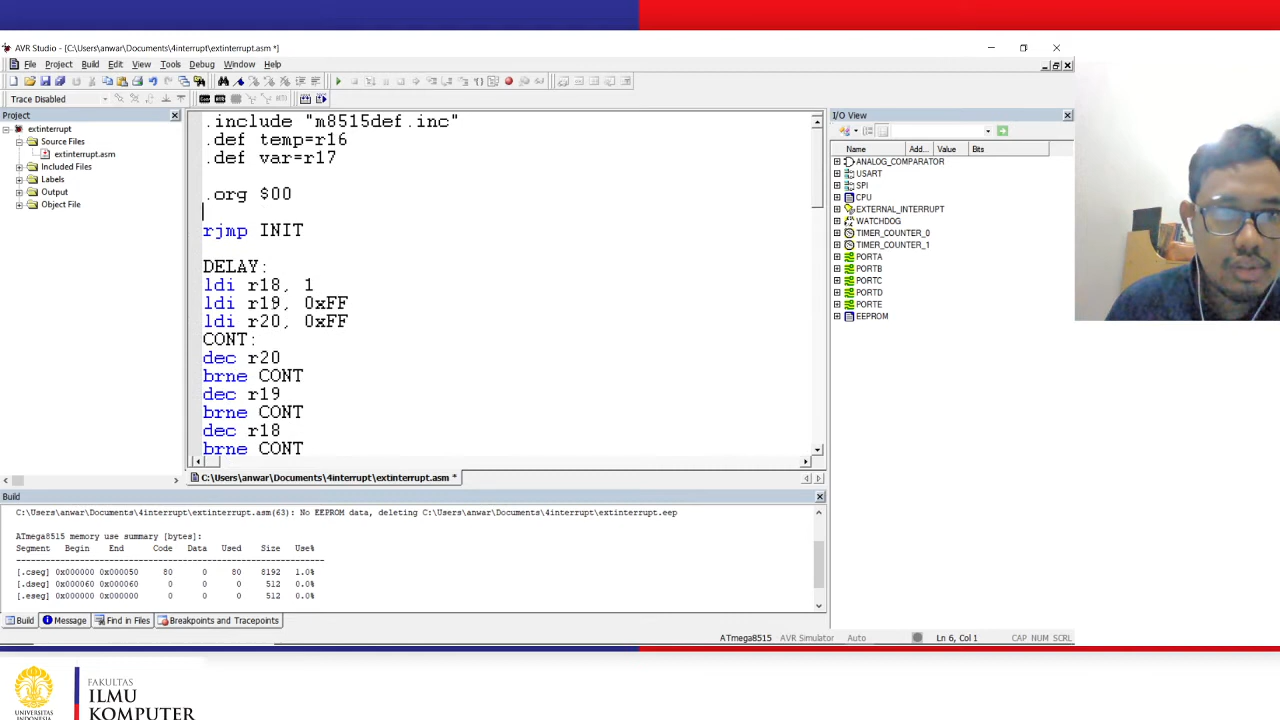 AVR Studio - [C:\Users\anwar\Documents\4interrupt\extinterrupt.asm *]
File Project Build Edit View Tools Debug Window Help
Trace Disabled
Project
extinterrupt
Source Files
extinterrupt.asm
Included Files
Labels
Output
Object File
.include "m8515def.inc"
.def temp=r16
.def var=r17
.org $00
rjmp INIT
DELAY:
ldi r18, 1
ldi r19, 0xFF
ldi r20, 0xFF
CONT:
dec r20
brne CONT
dec r19
brne CONT
dec r18
brne CONT
C:\Users\anwar\Documents\4interrupt\extinterrupt.asm *
I/O View
Name Add... Value Bits
ANALOG_COMPARATOR
USART
SPI
CPU
EXTERNAL_INTERRUPT
WATCHDOG
TIMER_COUNTER_0
TIMER_COUNTER_1
PORTA
PORTB
PORTC
PORTD
PORTE
EEPROM
Build
C:\Users\anwar\Documents\4interrupt\extinterrupt.asm(63): No EEPROM data, deleting C:\Users\anwar\Documents\4interrupt\extinterrupt.eep
ATmega8515 memory use summary [bytes]:
Segment Begin End Code Data Used Size Use%
---------------------------------------------------------------
[.cseg] 0x000000 0x000050 80 0 80 8192 1.0%
[.dseg] 0x000060 0x000060 0 0 0 512 0.0%
[.eseg] 0x000000 0x000000 0 0 0 512 0.0%
Build Message Find in Files Breakpoints and Tracepoints
ATmega8515 AVR Simulator Auto Ln 6, Col 1 CAP NUM SCRL
UNIVERSITAS
INDONESIA
FAKULTAS
ILMU
KOMPUTER